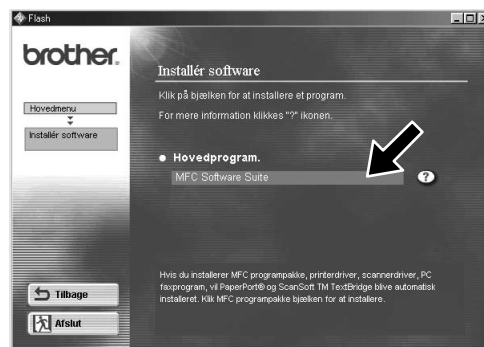 Flash
brother.
Hovedmenu
Installér software
Installér software
Klik på bjælken for at installere et program.
For mere information klikkes "?" ikonen.
Hovedprogram.
MFC Software Suite
?
Hvis du installerer MFC programpakke, printerdriver, scannerdriver, PC
faxprogram, vil PaperPort® og ScanSoft TM TextBridge blive automatisk
installeret. Klik MFC programpakke bjælken for at installere.
Tilbage
Afslut